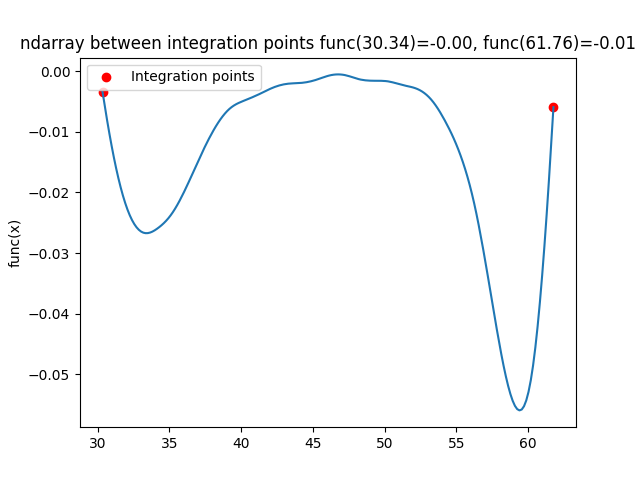 ndarray between integration points func(30.34)=-0.00, func(61.76)=-0.01
Integration points
func(x)
0.00
−0.01
−0.02
−0.03
−0.04
−0.05
30 35 40 45 50 55 60